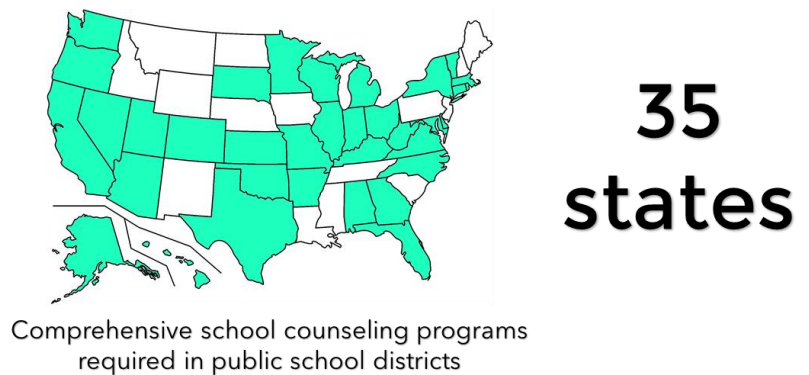 35
states
Comprehensive school counseling programs
required in public school districts